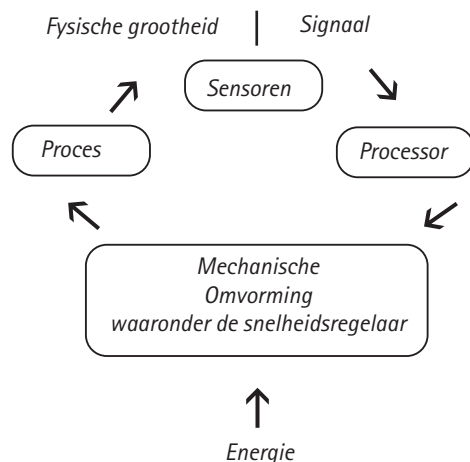 Fysische grootheid
Signaal
Sensoren
Proces
Processor
Mechanische
Omvorming
waaronder de snelheidsregelaar
Energie